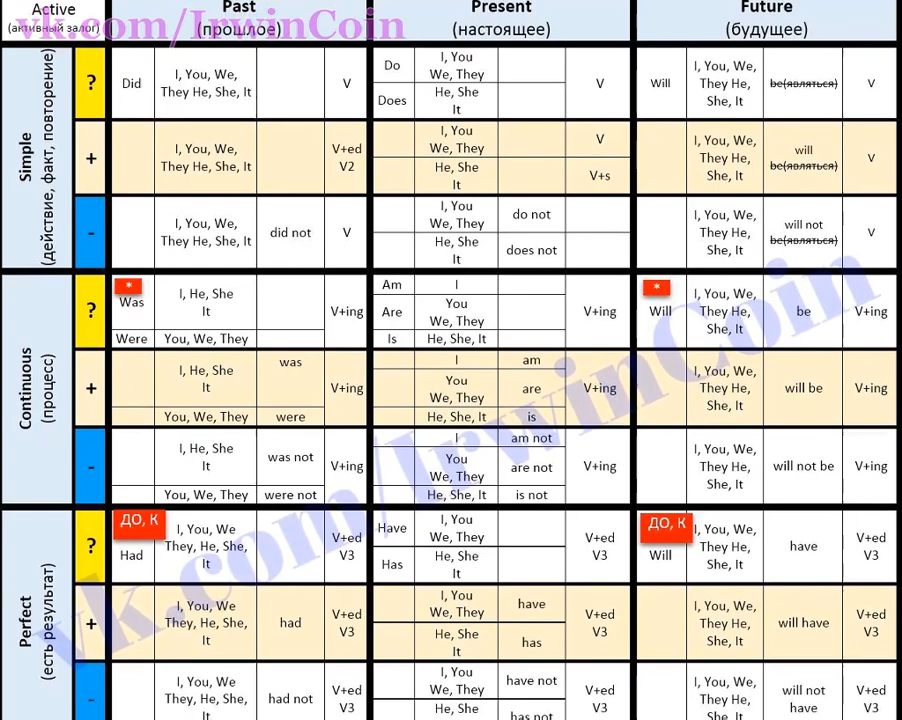 Active
(активный залог)
Past
(прошлое)
Present
(настоящее)
Future
(будущее)
vk.com/IrwinCoin
Simple
(действие, факт, повторение)
?
Did
I, You, We,
They He, She, It
V
Do
I, You
We, They
Does
He, She
It
V
Will
I, You, We,
They He,
She, It
be(являться)
V
+
I, You, We,
They He, She, It
V+ed
V2
I, You
We, They
V
He, She
It
V+s
I, You, We,
They He,
She, It
will
be(являться)
V
-
I, You, We,
They He, She, It
did not
V
I, You
We, They
do not
He, She
It
does not
I, You, We,
They He,
She, It
will not
be(являться)
V
Continuous
(процесс)
?
*
Was
I, He, She
It
Were
You, We, They
V+ing
Am
I
Are
You
We, They
Is
He, She, It
V+ing
*
Will
I, You, We,
They He,
She, It
be
V+ing
+
I, He, She
It
was
You, We, They
were
V+ing
I
am
You
We, They
are
He, She, It
is
V+ing
I, You, We,
They He,
She, It
will be
V+ing
-
I, He, She
It
was not
You, We, They
were not
V+ing
I
am not
You
We, They
are not
He, She, It
is not
V+ing
I, You, We,
They He,
She, It
will not be
V+ing
Perfect
(есть результат)
?
ДО, К
Had
I, You, We
They, He, She,
It
V+ed
V3
Have
I, You
We, They
Has
He, She
It
V+ed
V3
ДО, К
Will
I, You, We,
They He,
She, It
have
V+ed
V3
+
I, You, We
They, He, She,
It
had
V+ed
V3
I, You
We, They
have
He, She
It
has
V+ed
V3
I, You, We,
They He,
She, It
will have
V+ed
V3
-
I, You, We
They, He, She,
It
had not
V+ed
V3
I, You
We, They
have not
He, She
has not
V+ed
V3
I, You, We,
They He,
She, It
will not
have
V+ed
V3
vk.com/IrwinCoin